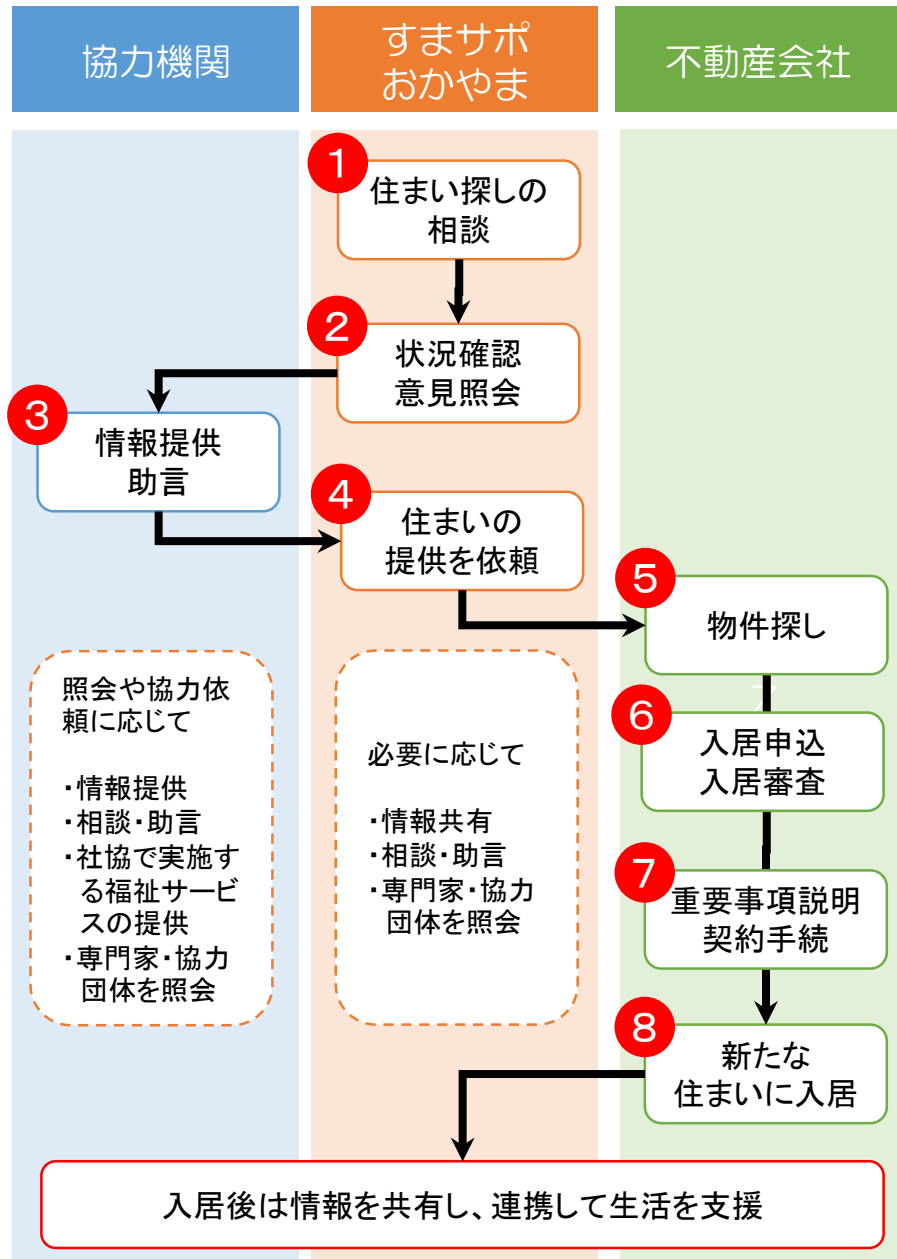 協力機関
すまサポ
おかやま
不動産会社
1
住まい探しの
相談
2
状況確認
意見照会
3
情報提供
助言
4
住まいの
提供を依頼
5
物件探し
6
入居申込
入居審査
7
重要事項説明
契約手続
8
新たな
住まいに入居
照会や協力依
頼に応じて
・情報提供
・相談・助言
・社協で実施す
る福祉サービ
スの提供
・専門家・協力
団体を照会
必要に応じて
・情報共有
・相談・助言
・専門家・協力
団体を照会
入居後は情報を共有し、連携して生活を支援